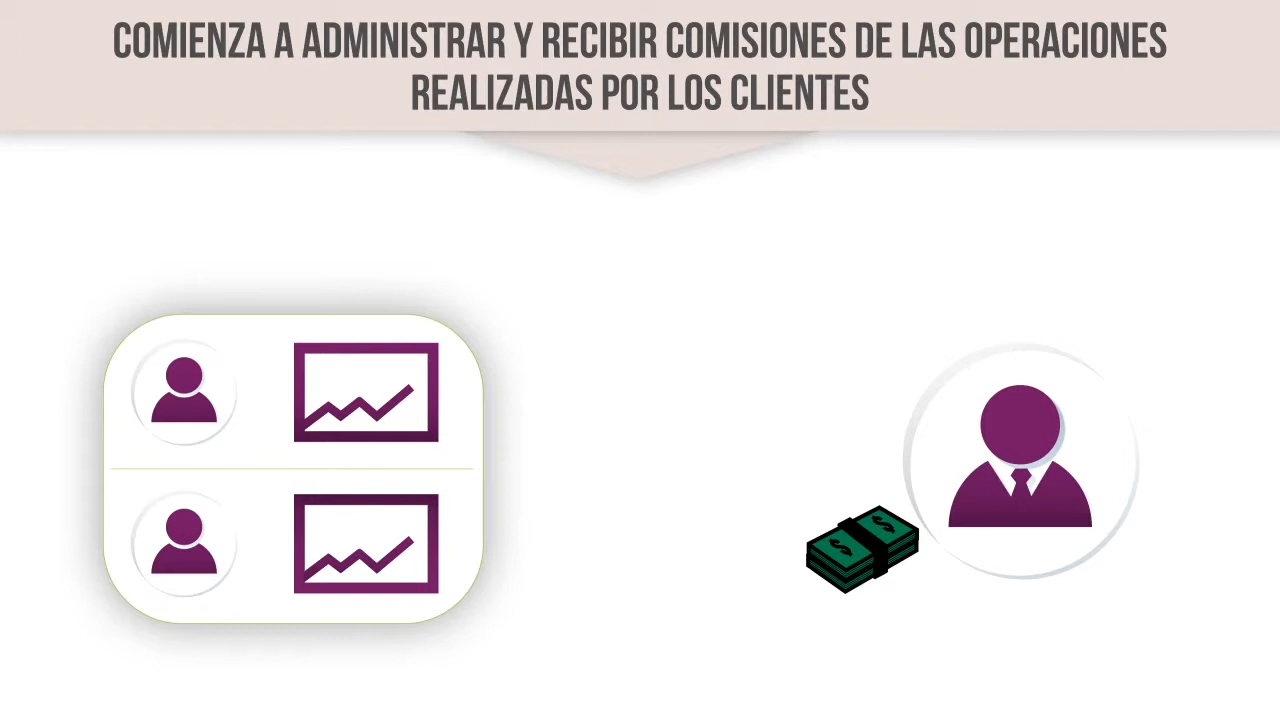 COMIENZA A ADMINISTRAR Y RECIBIR COMISIONES DE LAS OPERACIONES
REALIZADAS POR LOS CLIENTES